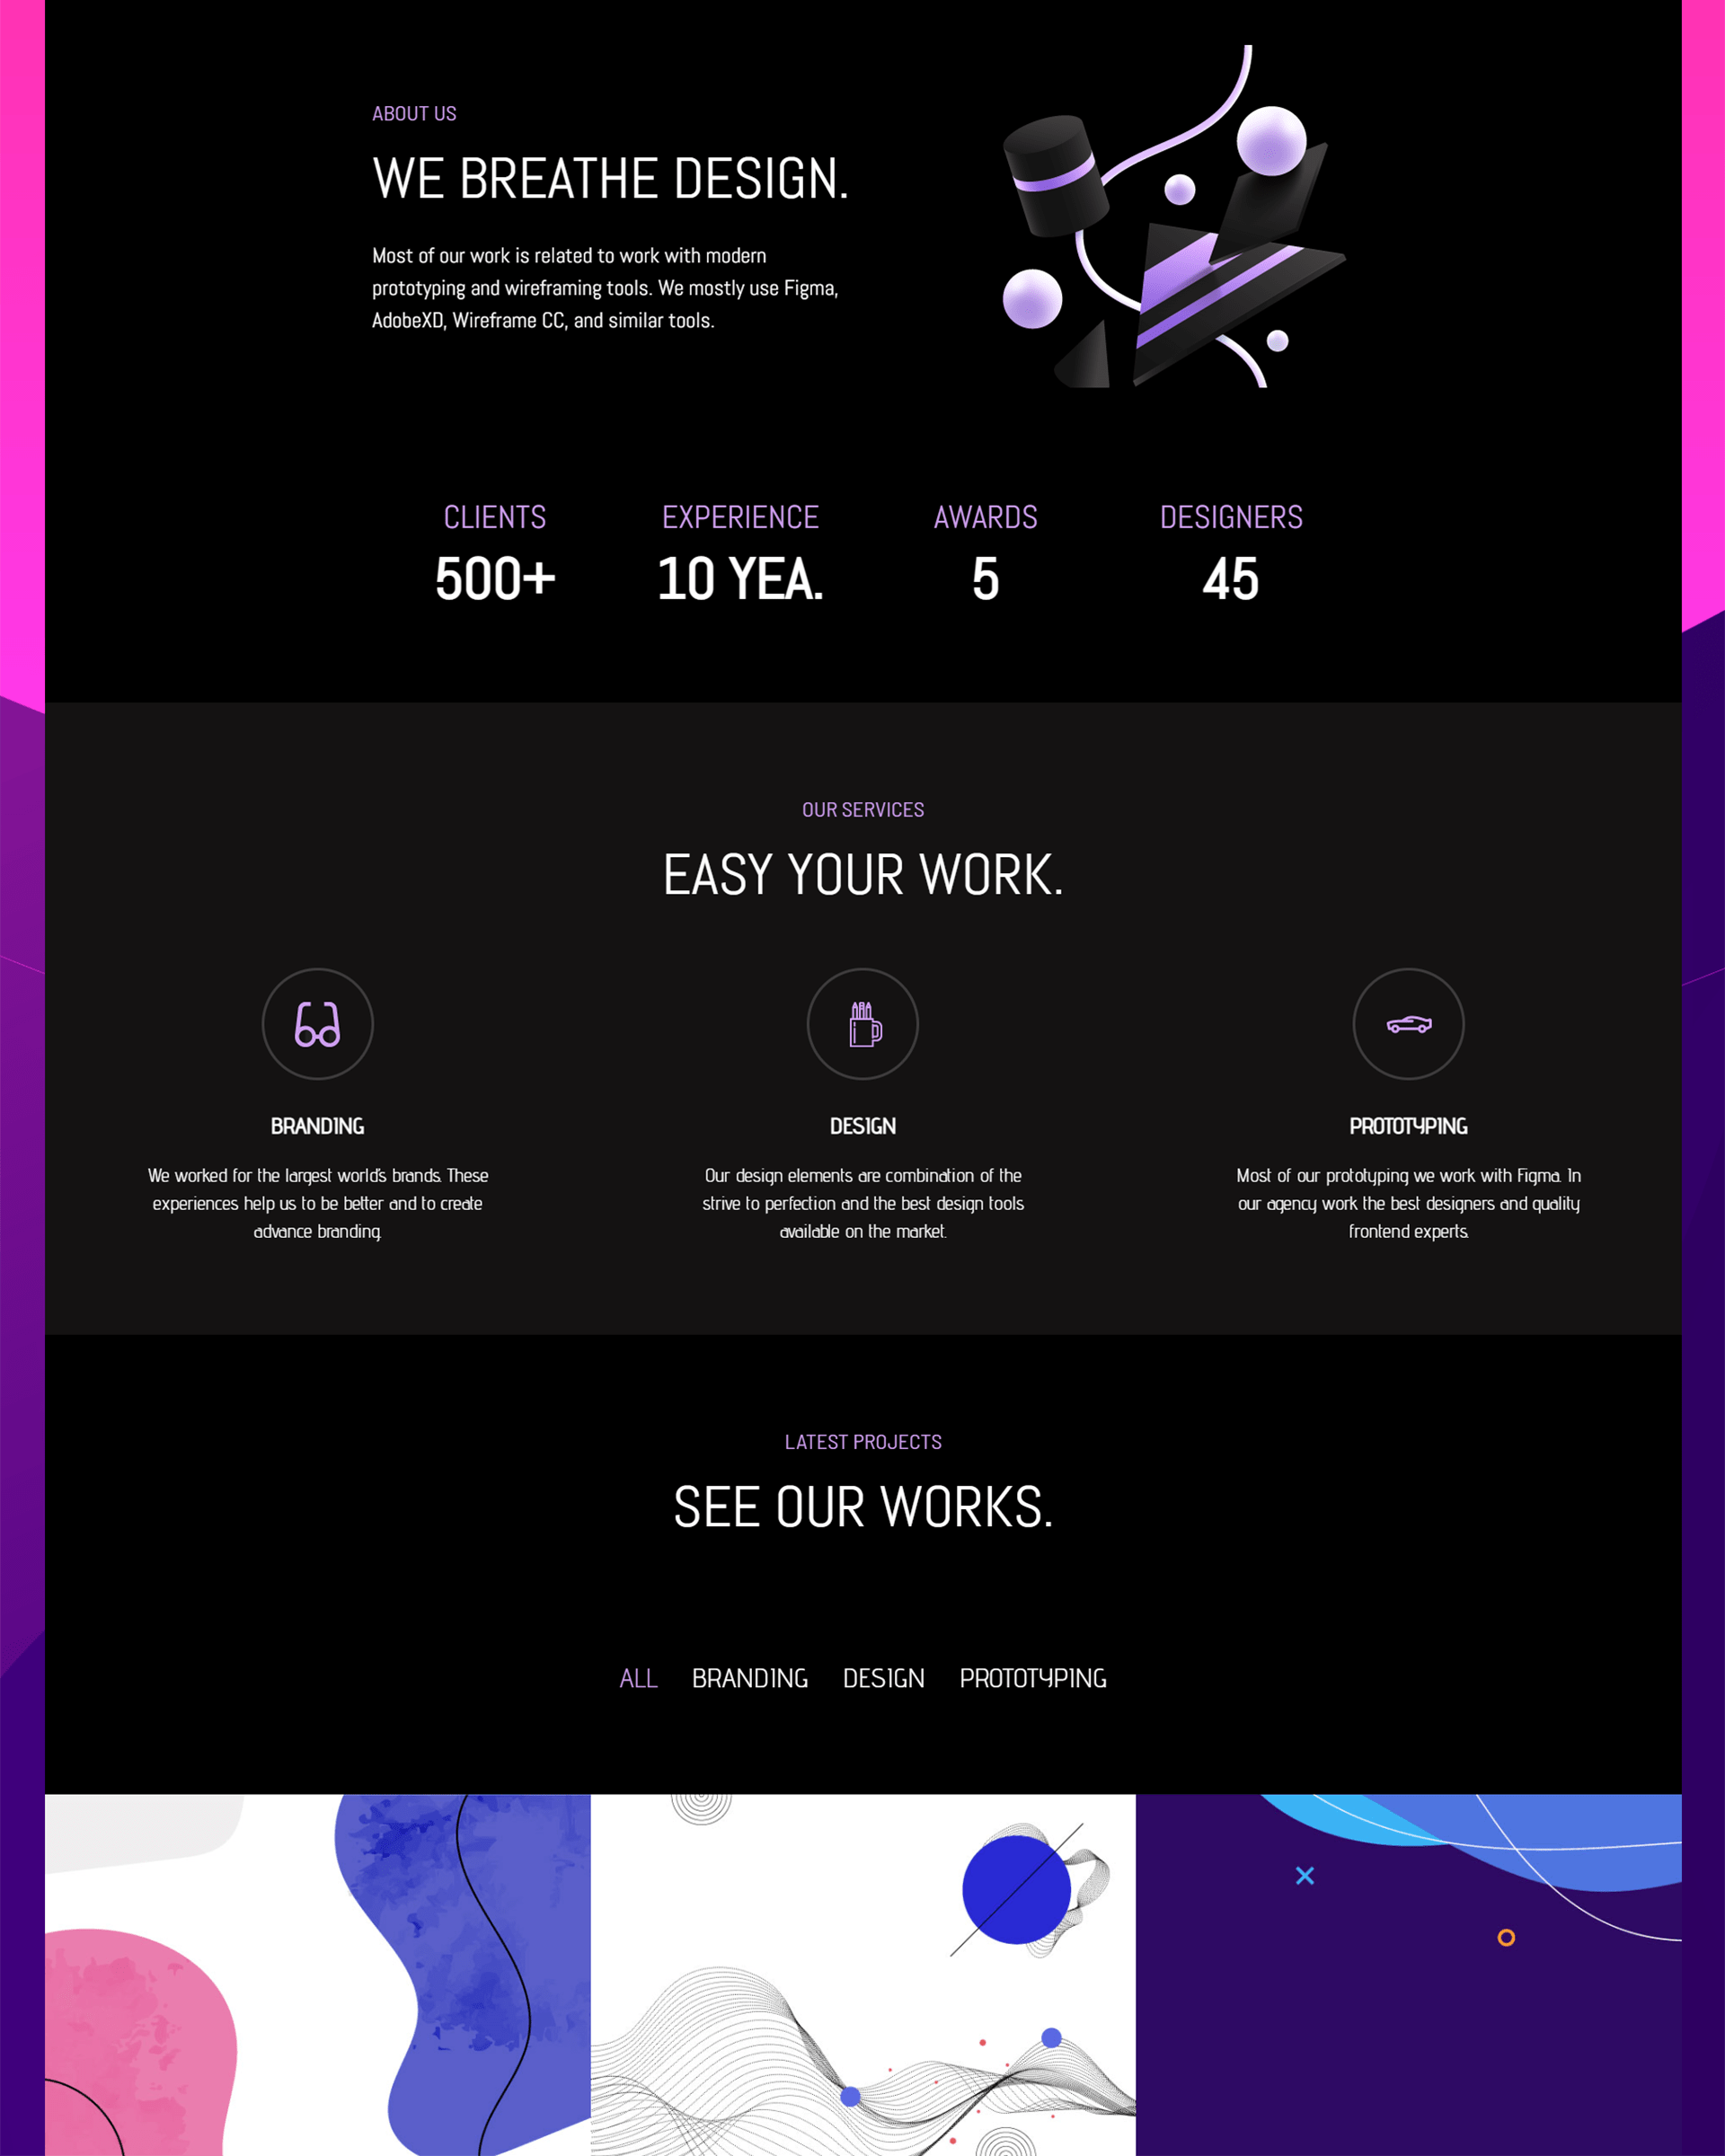 ABOUT US
WE BREATHE DESIGN.
Most of our work is related to work with modern
prototyping and wireframing tools. We mostly use Figma,
AdobeXD, Wireframe CC, and similar tools.
CLIENTS
500+
EXPERIENCE
10 YEA.
AWARDS
5
DESIGNERS
45
OUR SERVICES
EASY YOUR WORK.
BRANDING
We worked for the largest world's brands. These
experiences help us to be better and to create
advance branding.
DESIGN
Our design elements are combination of the
strive to perfection and the best design tools
available on the market.
PROTOTYPING
Most of our prototyping we work with Figma. In
our agency work the best designers and quality
frontend experts.
LATEST PROJECTS
SEE OUR WORKS.
ALL BRANDING DESIGN PROTOTYPING